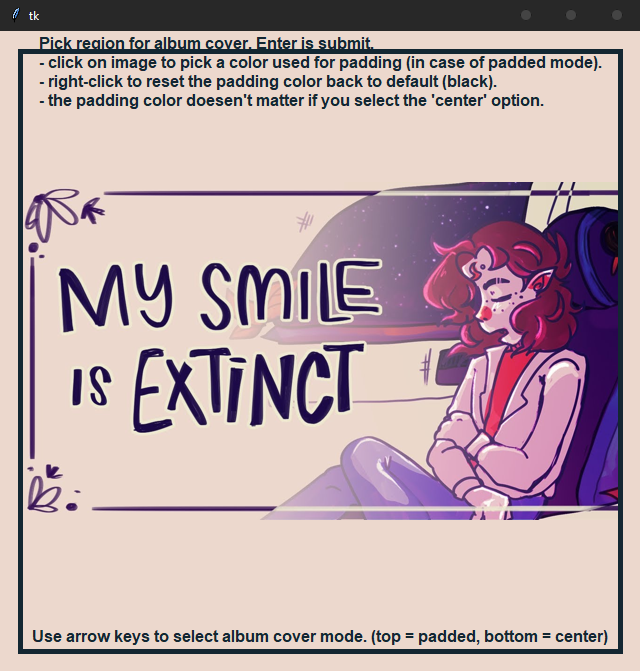 tk
Pick region for album cover. Enter is submit.
- click on image to pick a color used for padding (in case of padded mode).
- right-click to reset the padding color back to default (black).
- the padding color doesen't matter if you select the 'center' option.
MY SMILE
IS EXTINCT
Use arrow keys to select album cover mode. (top = padded, bottom = center)